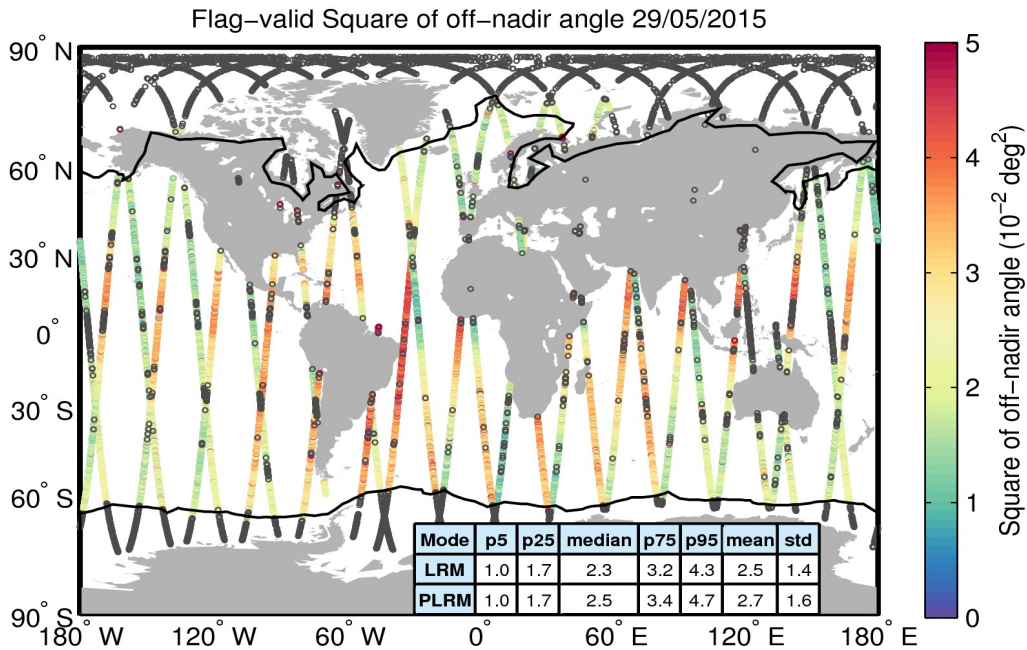 Flag−valid Square of off−nadir angle 29/05/2015
90° N
60° N
30° N
0°
30° S
60° S
90° S
180° W
120° W
60° W
0°
60° E
120° E
180° E
Mode p5 p25 median p75 p95 mean std
LRM 1.0 1.7 2.3 3.2 4.3 2.5 1.4
PLRM 1.0 1.7 2.5 3.4 4.7 2.7 1.6
5
4
3
2
1
0
Square of off−nadir angle (10⁻² deg²)